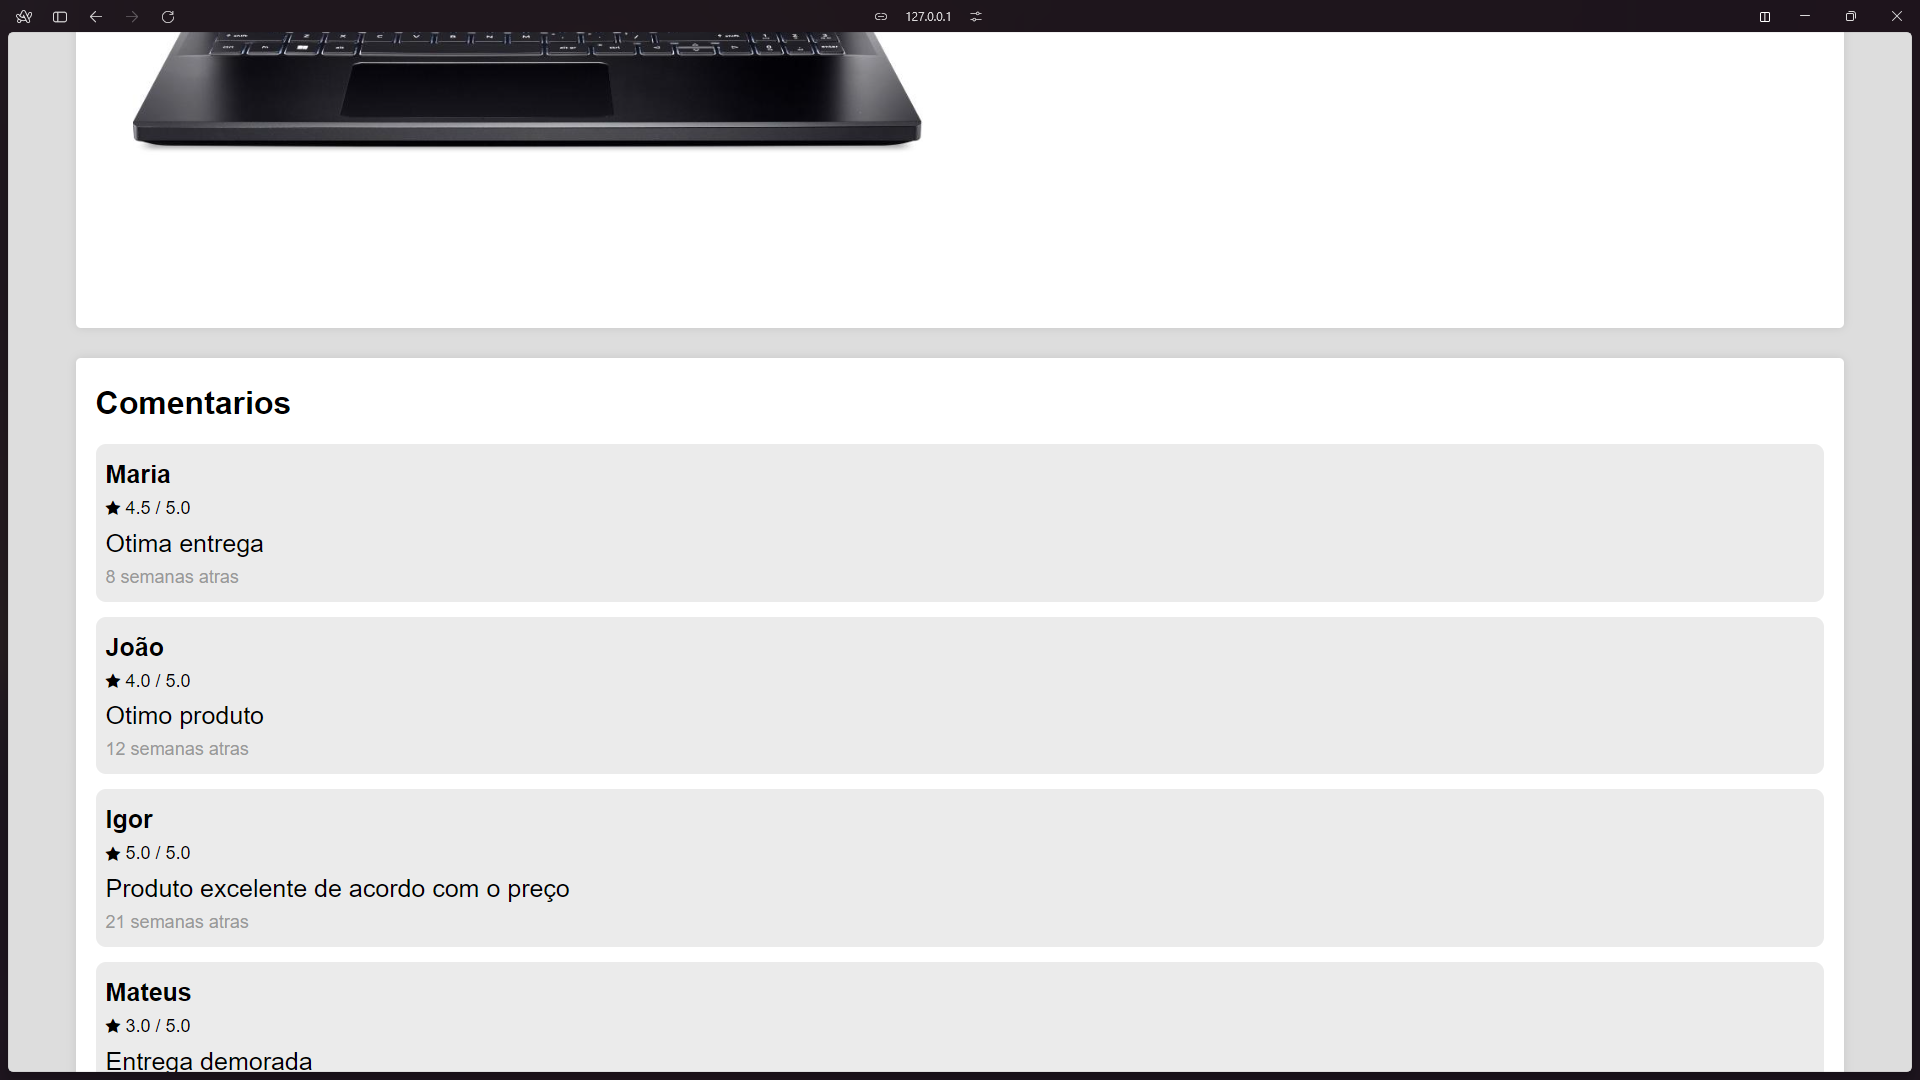 127.0.0.1
Comentarios
Maria
★ 4.5 / 5.0
Otima entrega
8 semanas atras
João
★ 4.0 / 5.0
Otimo produto
12 semanas atras
Igor
★ 5.0 / 5.0
Produto excelente de acordo com o preço
21 semanas atras
Mateus
★ 3.0 / 5.0
Entrega demorada